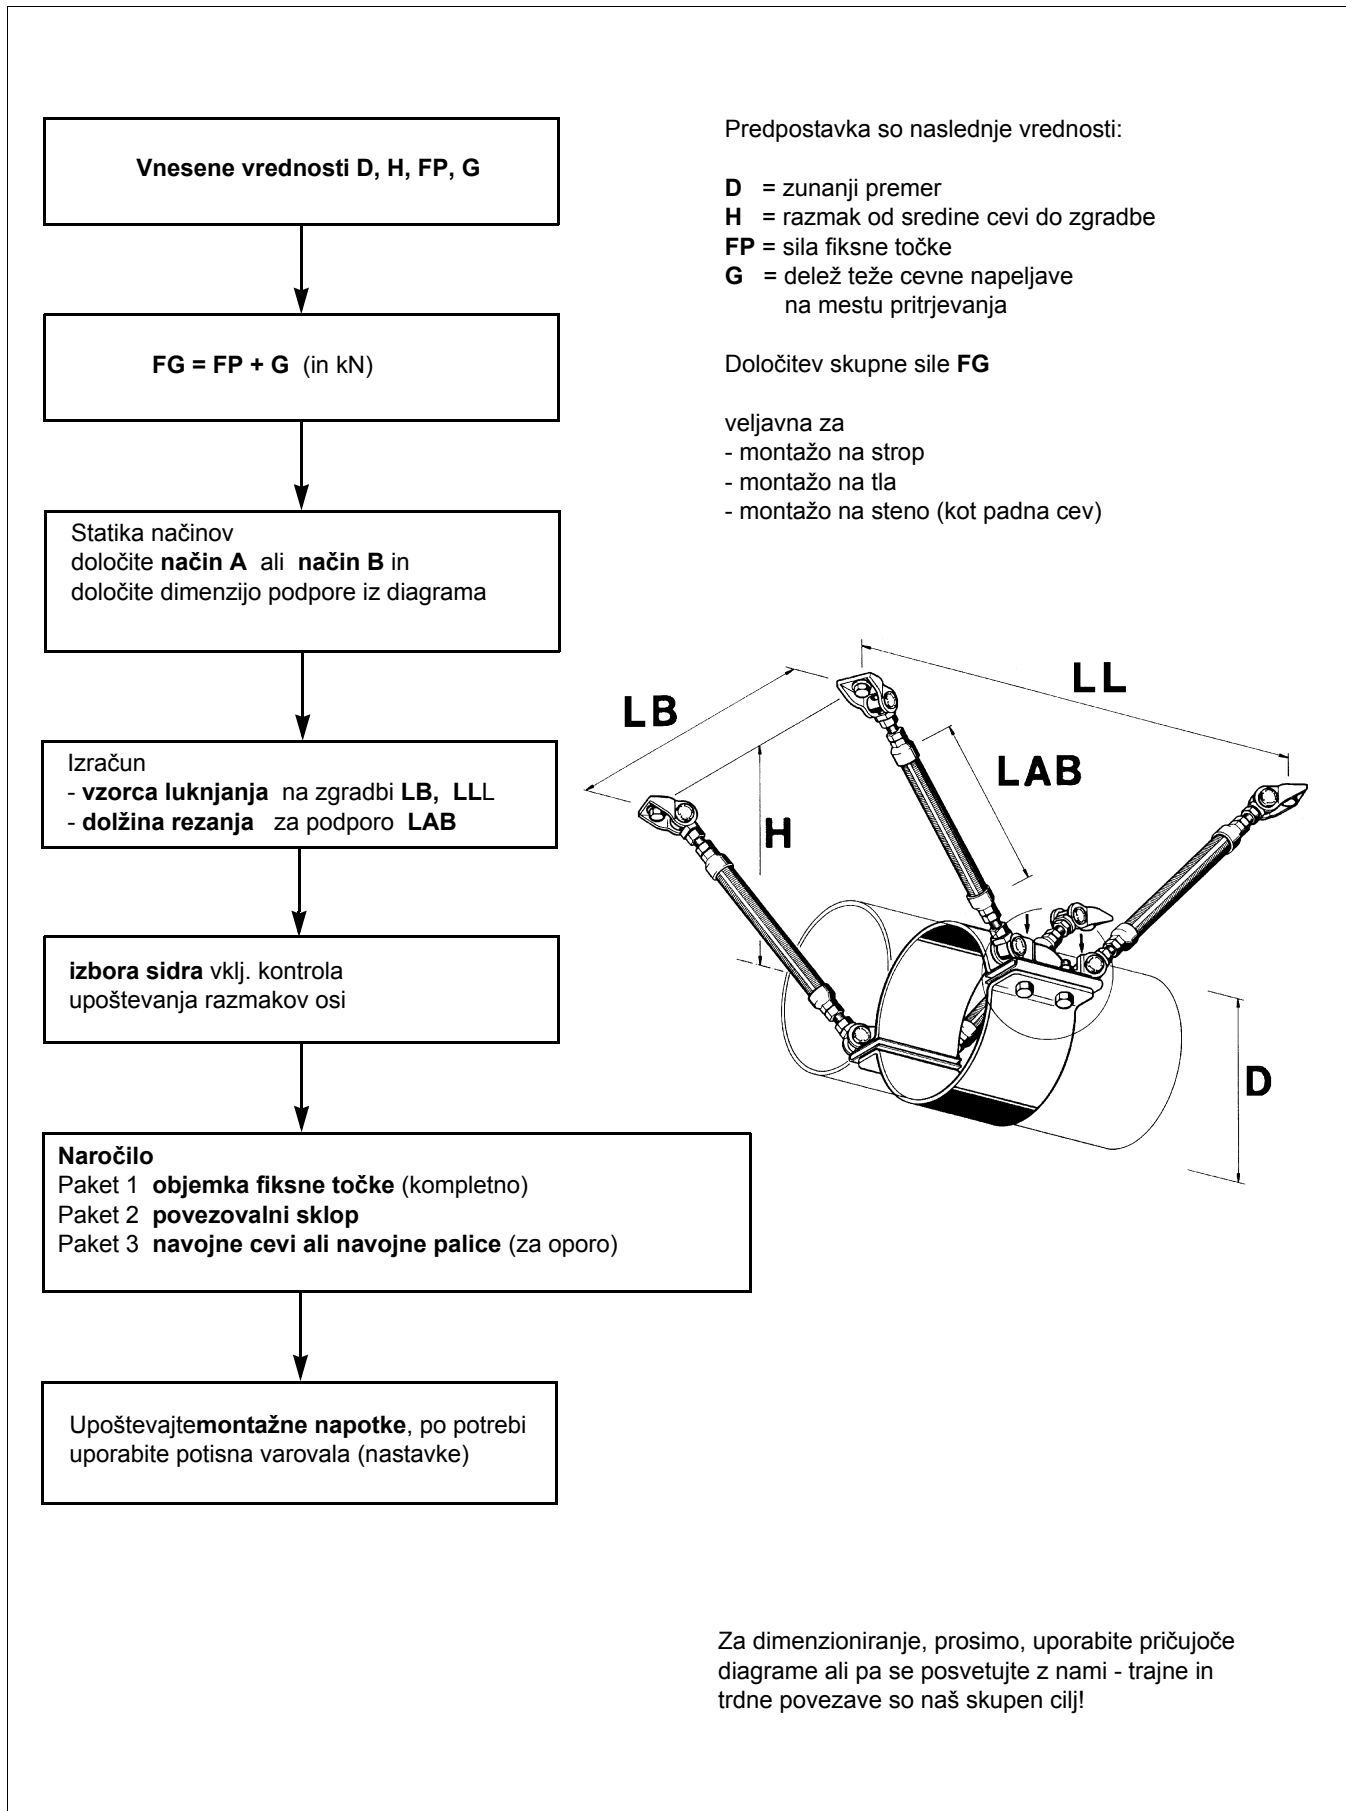 Vnesene vrednosti D, H, FP, G
FG = FP + G (in kN)
Statika načinov
določite način A ali način B in
določite dimenzijo podpore iz diagrama
Izračun
- vzorca luknjanja na zgradbi LB, LLL
- dolžina rezanja za podporo LAB
izbora sidra vklj. kontrola
upoštevanja razmakov osi
Naročilo
Paket 1 objemka fiksne točke (kompletno)
Paket 2 povezovalni sklop
Paket 3 navojne cevi ali navojne palice (za oporo)
Upoštevajtemontažne napotke, po potrebi
uporabite potisna varovala (nastavke)
Predpostavka so naslednje vrednosti:
D = zunanji premer
H = razmak od sredine cevi do zgradbe
FP = sila fiksne točke
G = delež teže cevne napeljave
na mestu pritrjevanja
Določitev skupne sile FG
veljavna za
- montažo na strop
- montažo na tla
- montažo na steno (kot padna cev)
LB
LL
LAB
H
D
Za dimenzioniranje, prosimo, uporabite pričujoče
diagrame ali pa se posvetujte z nami - trajne in
trdne povezave so naš skupen cilj!